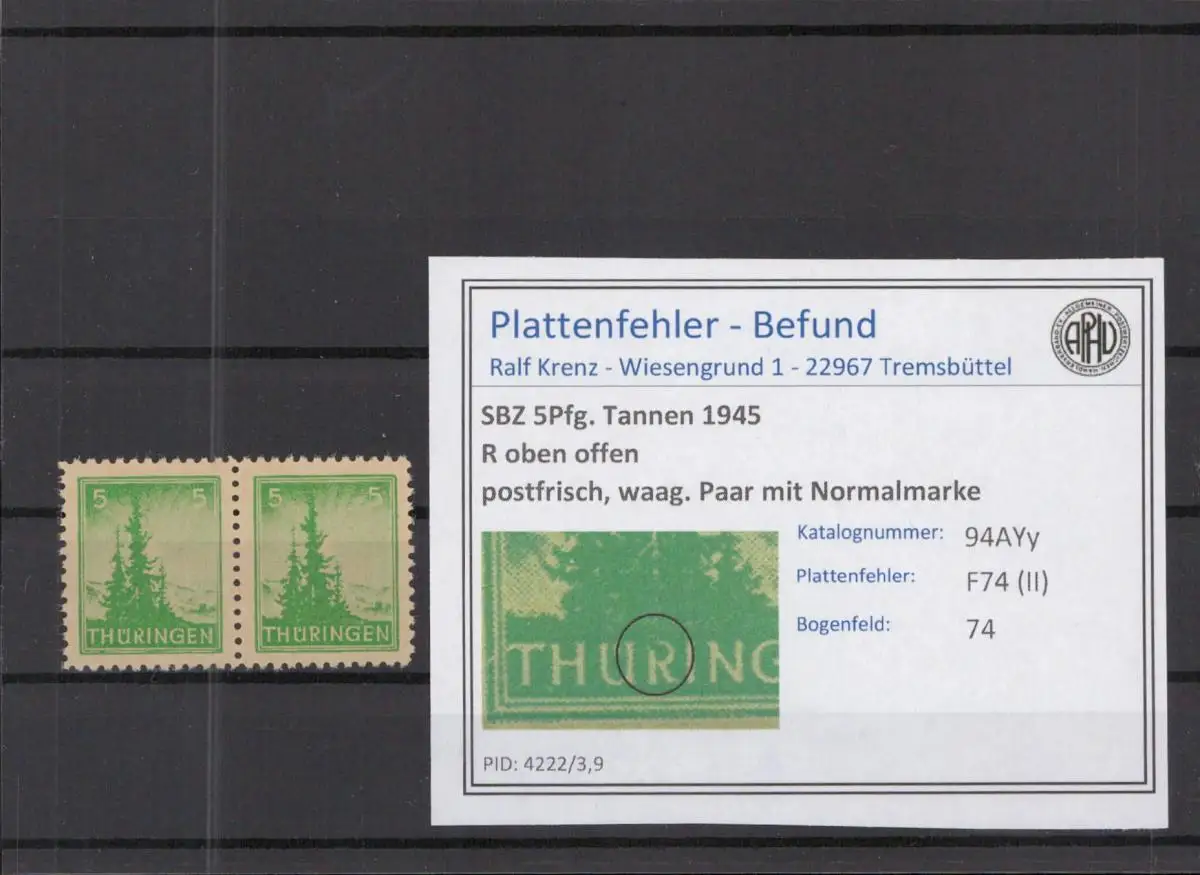 5 5
THÜRINGEN
5 5
THÜRINGEN
Plattenfehler - Befund
Ralf Krenz - Wiesengrund 1 - 22967 Tremsbüttel
APHV
SBZ 5Pfg. Tannen 1945
R oben offen
postfrisch, waag. Paar mit Normalmarke
THÜRING
Katalognummer: 94AYy
Plattenfehler: F74 (II)
Bogenfeld: 74
PID: 4222/3,9